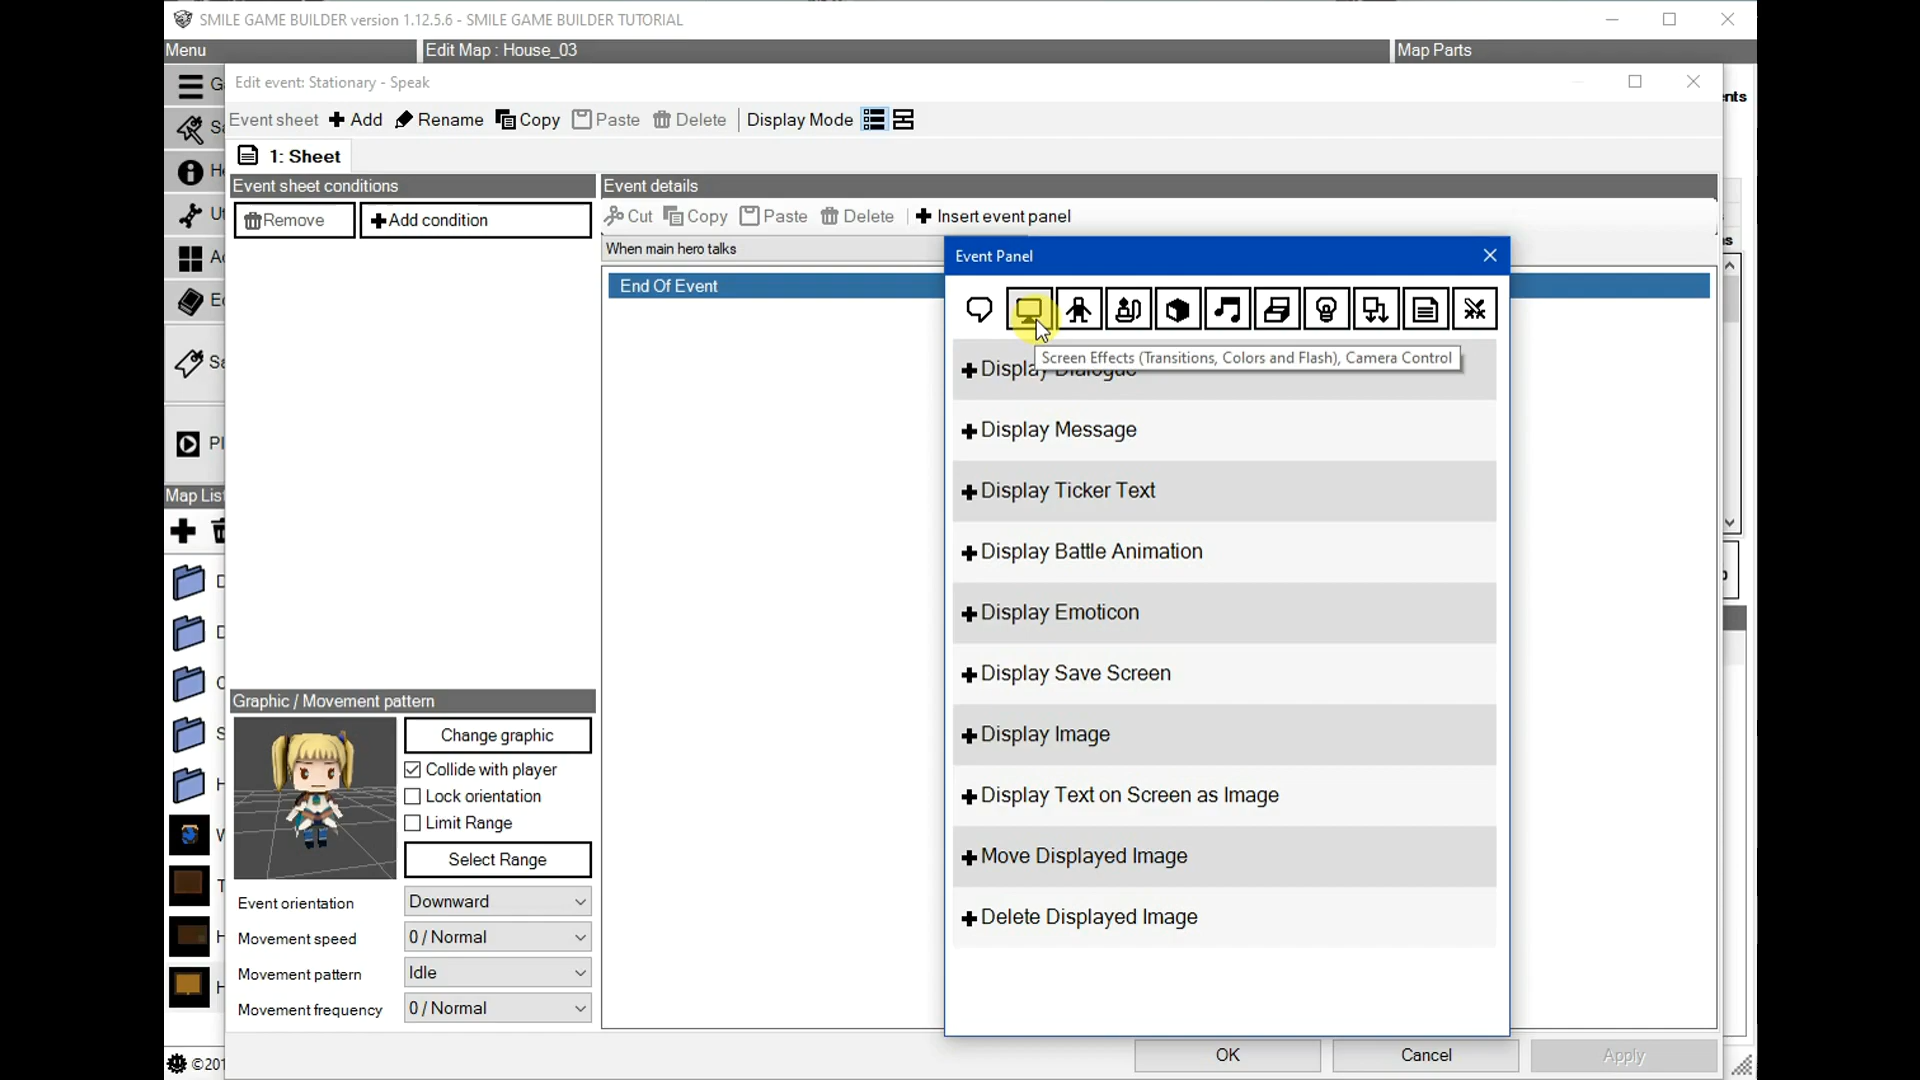 SMILE GAME BUILDER version 1.12.5.6 - SMILE GAME BUILDER TUTORIAL
Menu
Edit Map : House_03
Map Parts
Edit event: Stationary - Speak
Event sheet
Add
Rename
Copy
Paste
Delete
Display Mode
1: Sheet
Event sheet conditions
Remove
Add condition
Event details
Cut
Copy
Paste
Delete
Insert event panel
When main hero talks
End Of Event
Event Panel
Screen Effects (Transitions, Colors and Flash), Camera Control
Display Dialogue
Display Message
Display Ticker Text
Display Battle Animation
Display Emoticon
Display Save Screen
Display Image
Display Text on Screen as Image
Move Displayed Image
Delete Displayed Image
Graphic / Movement pattern
Change graphic
Collide with player
Lock orientation
Limit Range
Select Range
Event orientation
Downward
Movement speed
0 / Normal
Movement pattern
Idle
Movement frequency
0 / Normal
Map Lis
OK
Cancel
Apply
©201